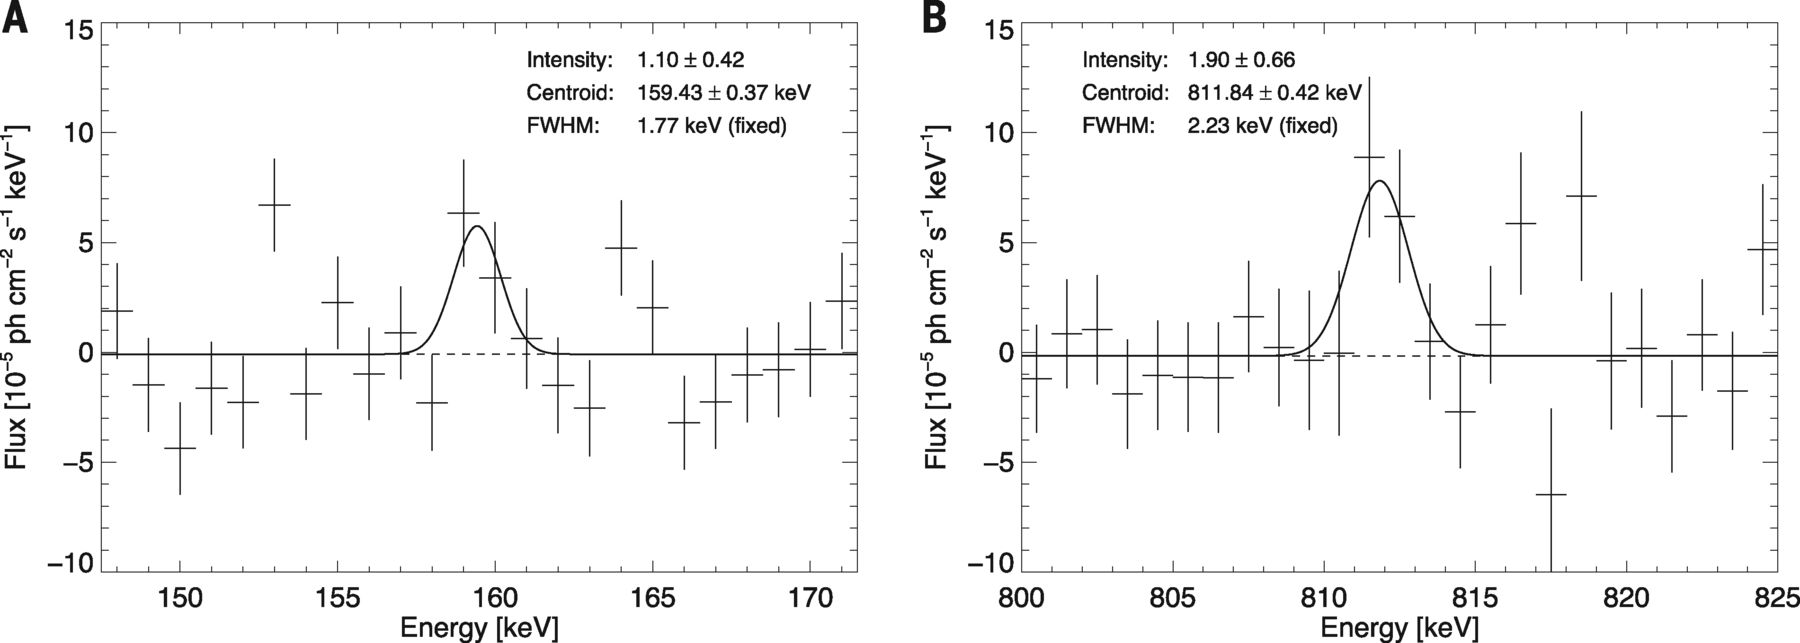 A
15
10
5
0
−5
−10
Flux [10⁻⁵ ph cm⁻² s⁻¹ keV⁻¹]
Intensity: 1.10 ± 0.42
Centroid: 159.43 ± 0.37 keV
FWHM: 1.77 keV (fixed)
150 155 160 165 170
Energy [keV]
B
15
10
5
0
−5
−10
Flux [10⁻⁵ ph cm⁻² s⁻¹ keV⁻¹]
Intensity: 1.90 ± 0.66
Centroid: 811.84 ± 0.42 keV
FWHM: 2.23 keV (fixed)
800 805 810 815 820 825
Energy [keV]